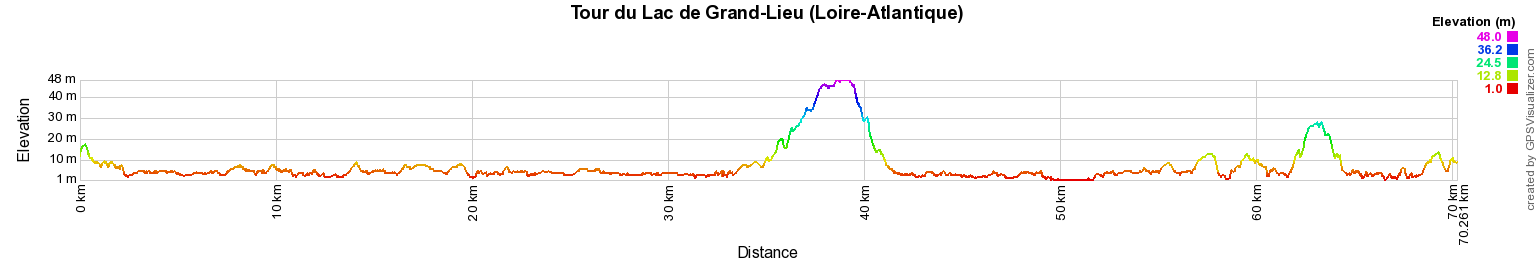 Tour du Lac de Grand-Lieu (Loire-Atlantique)
Elevation (m)
48.0
36.2
24.5
12.8
1.0
48 m
40 m
30 m
20 m
10 m
1 m
Elevation
0 km
10 km
20 km
30 km
40 km
50 km
60 km
70 km
70.261 km
Distance
created by GPSVisualizer.com